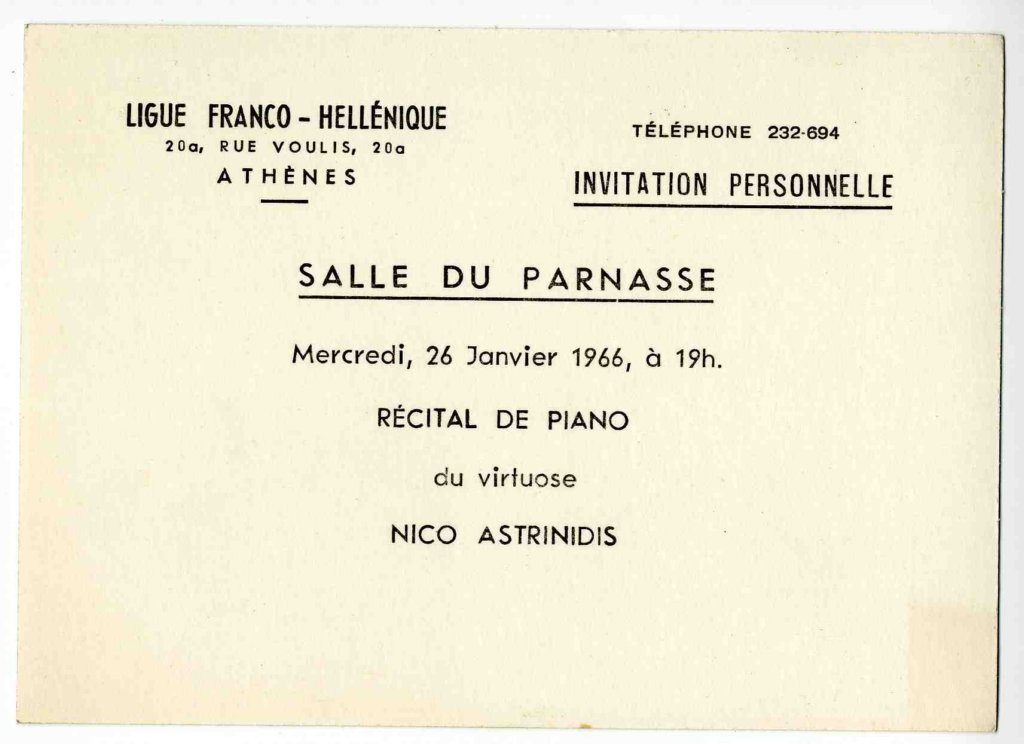 LIGUE FRANCO - HELLÉNIQUE
20a, RUE VOULIS, 20a
ATHÈNES
TÉLÉPHONE 232-694
INVITATION PERSONNELLE
SALLE DU PARNASSE
Mercredi, 26 Janvier 1966, à 19h.
RÉCITAL DE PIANO
du virtuose
NICO ASTRINIDIS